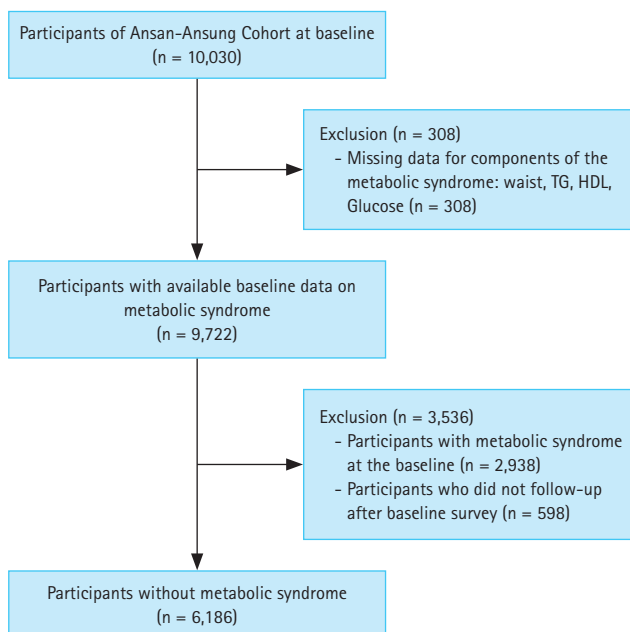 Participants of Ansan-Ansung Cohort at baseline
(n = 10,030)
Exclusion (n = 308)
- Missing data for components of the
metabolic syndrome: waist, TG, HDL,
Glucose (n = 308)
Participants with available baseline data on
metabolic syndrome
(n = 9,722)
Exclusion (n = 3,536)
- Participants with metabolic syndrome
at the baseline (n = 2,938)
- Participants who did not follow-up
after baseline survey (n = 598)
Participants without metabolic syndrome
(n = 6,186)